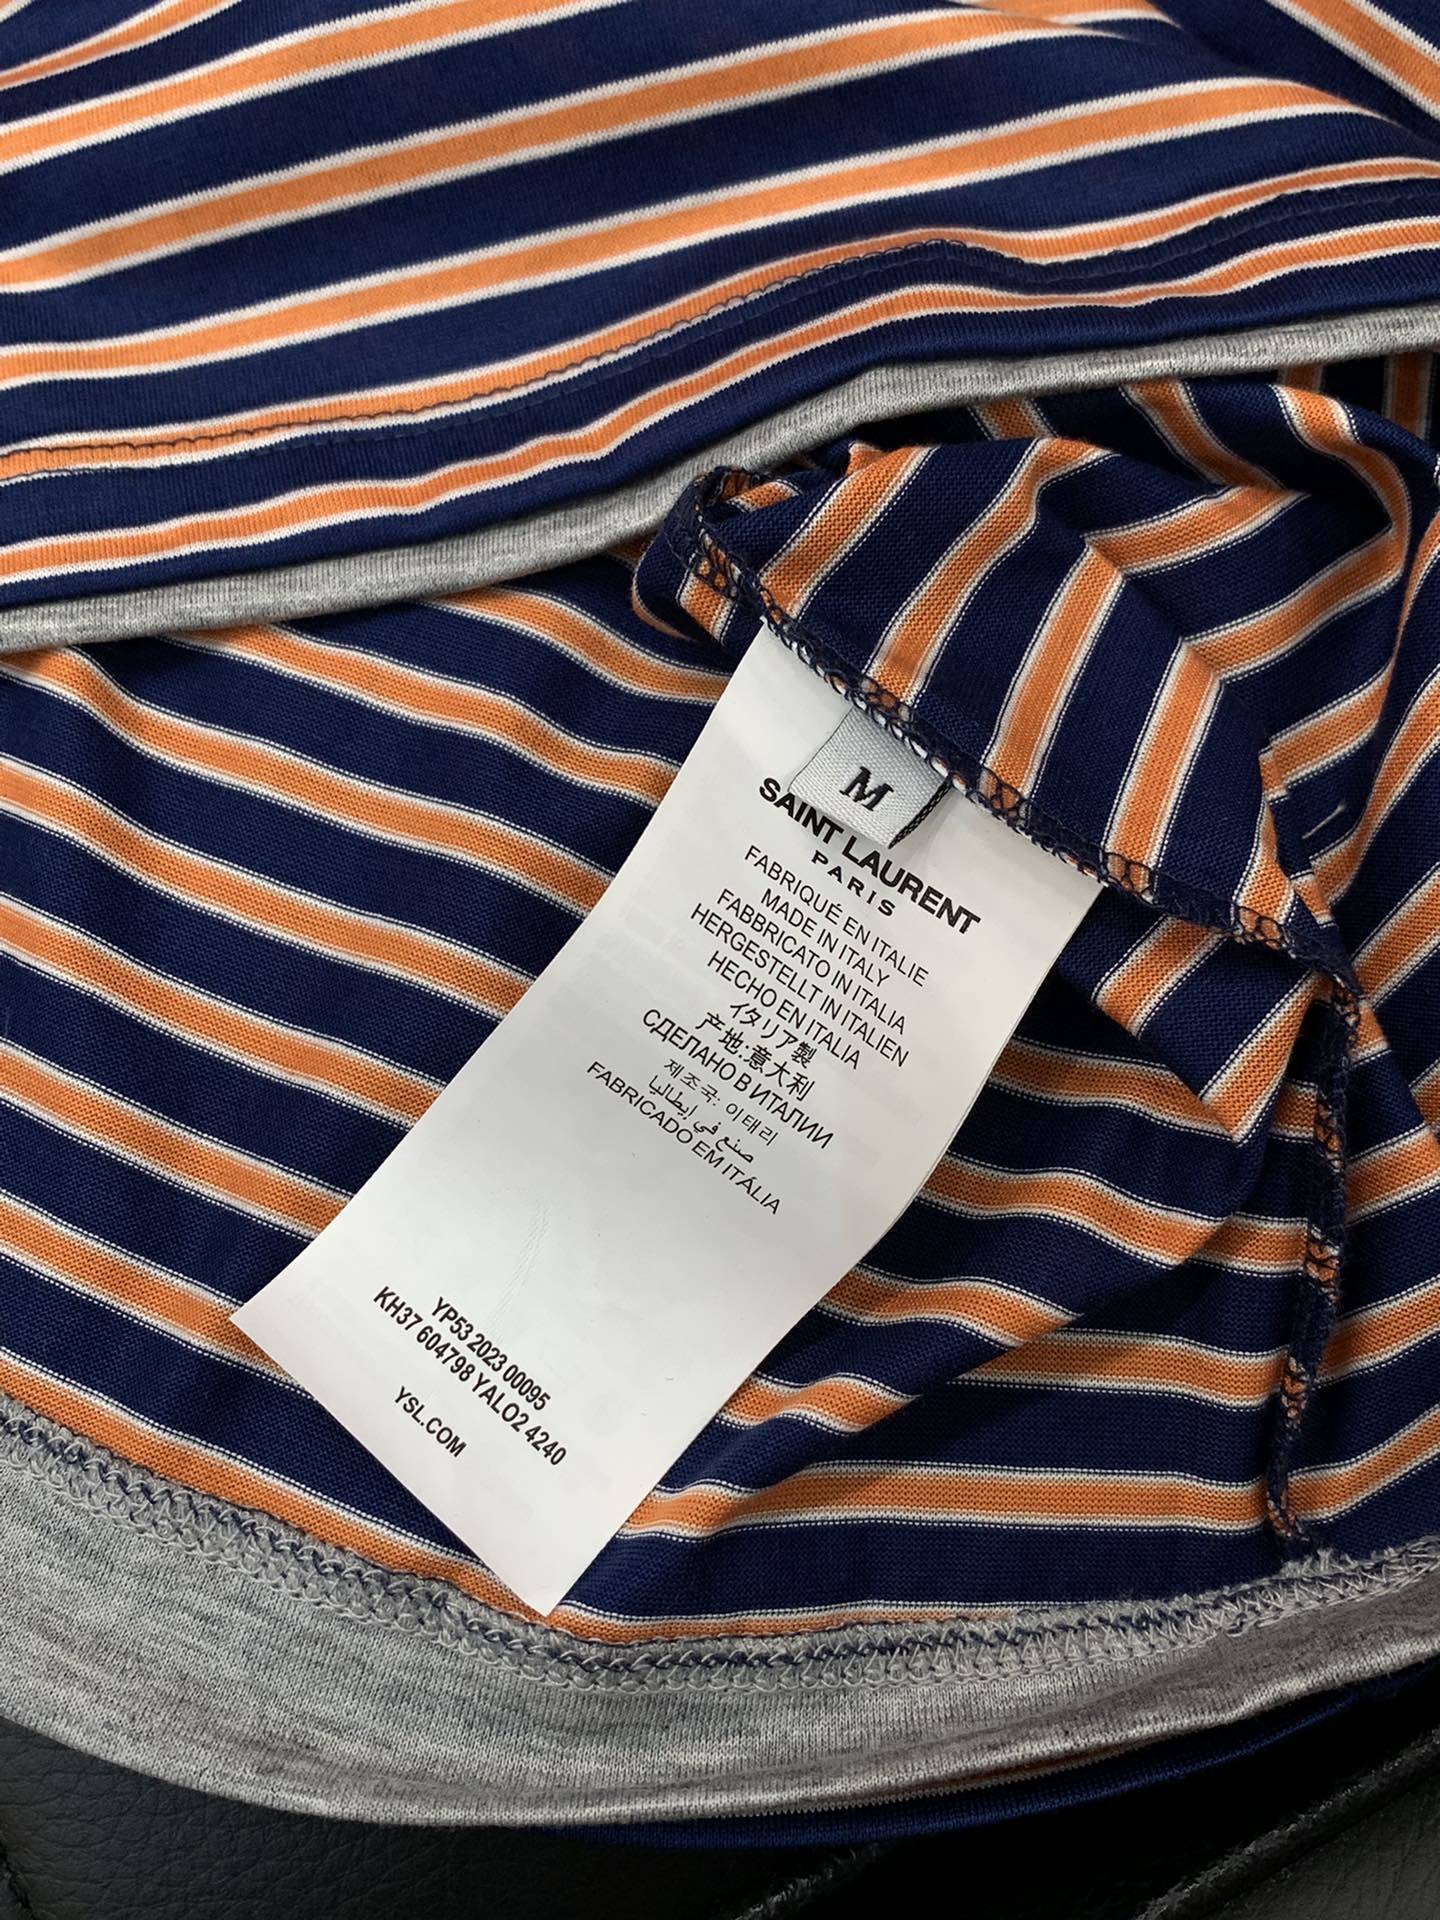 M
SAINT LAURENT
PARIS
FABRIQUÉ EN ITALIE
MADE IN ITALY
FABBRICATO IN ITALIA
HERGESTELLT IN ITALIEN
HECHO EN ITALIA
イタリア製
产地:意大利
СДЕЛАНО В ИТАЛИИ
제조국: 이태리
صنع في إيطاليا
FABRICADO EM ITÁLIA
YP53 2023 00095
KH37 604798 YALO2 4240
YSL.COM